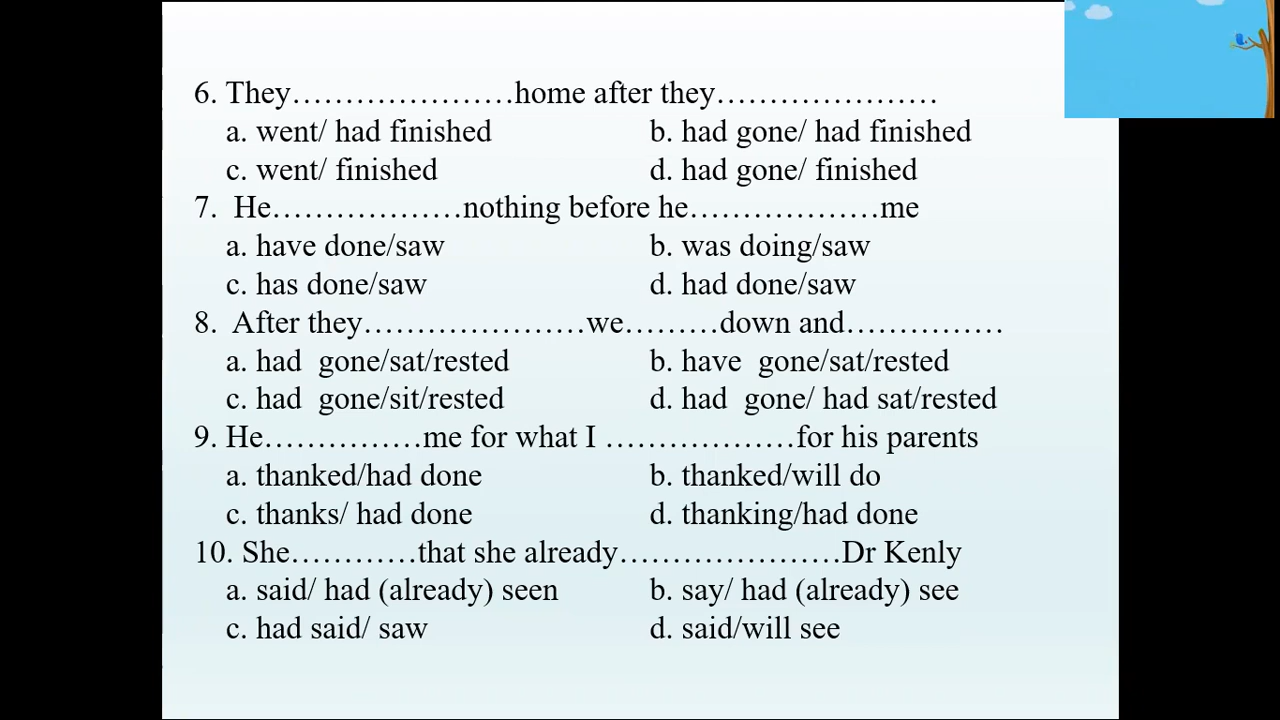 6. They…………………home after they…………………
a. went/ had finished b. had gone/ had finished
c. went/ finished d. had gone/ finished
7. He………………nothing before he………………me
a. have done/saw b. was doing/saw
c. has done/saw d. had done/saw
8. After they…………………we………down and……………
a. had gone/sat/rested b. have gone/sat/rested
c. had gone/sit/rested d. had gone/ had sat/rested
9. He……………me for what I ………………for his parents
a. thanked/had done b. thanked/will do
c. thanks/ had done d. thanking/had done
10. She…………that she already…………………Dr Kenly
a. said/ had (already) seen b. say/ had (already) see
c. had said/ saw d. said/will see